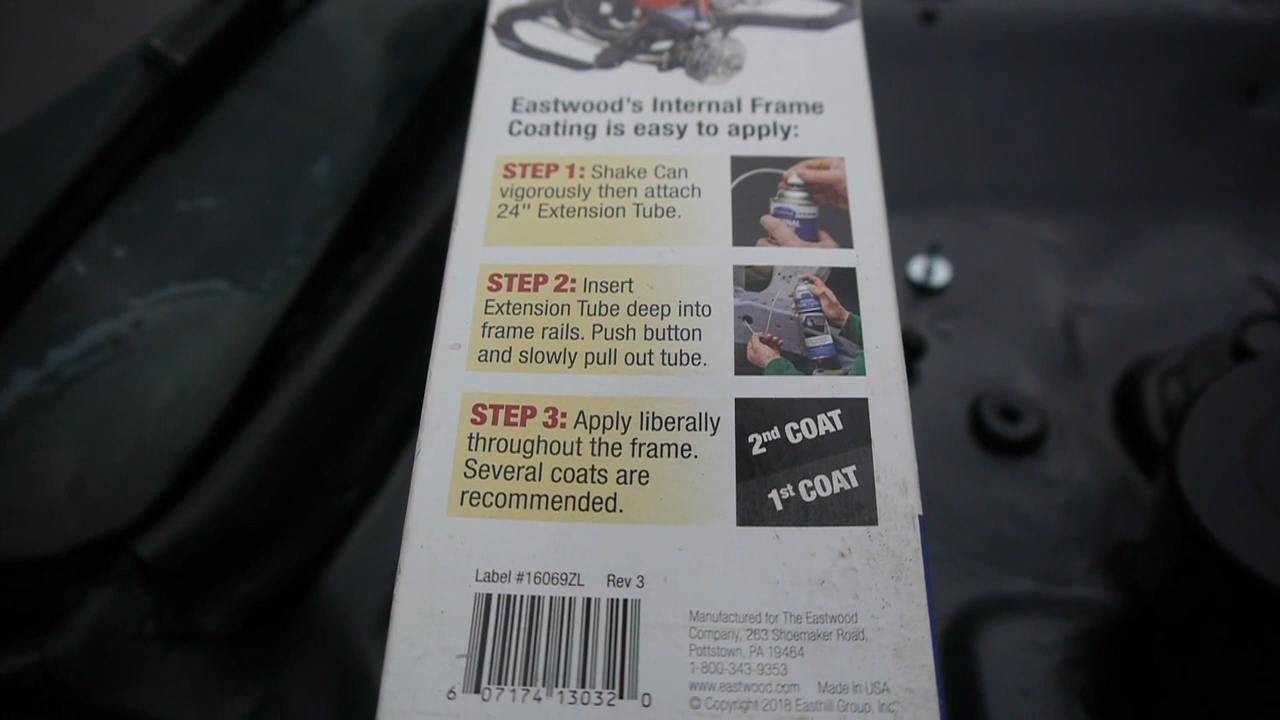 Eastwood's Internal Frame
Coating is easy to apply:
STEP 1: Shake Can
vigorously then attach
24" Extension Tube.
STEP 2: Insert
Extension Tube deep into
frame rails. Push button
and slowly pull out tube.
STEP 3: Apply liberally
throughout the frame.
Several coats are
recommended.
2nd COAT
1st COAT
Label #16069ZL Rev 3
6 07174 13032 0
Manufactured for The Eastwood
Company, 263 Shoemaker Road,
Pottstown, PA 19464
1-800-343-9353
www.eastwood.com Made in USA
© Copyright 2018 Easthill Group, Inc.